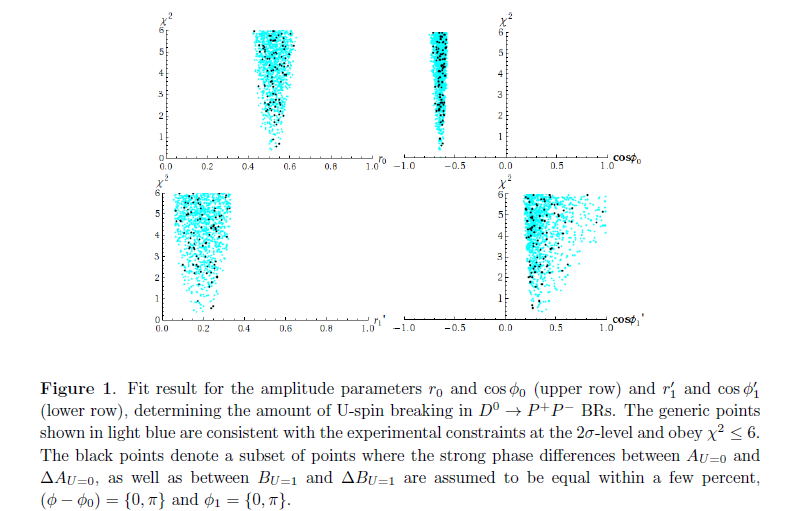 χ²
6
5
4
3
2
1
0
0.0 0.2 0.4 0.6 0.8 1.0 r₀
χ²
6
5
4
3
2
1
−1.0 −0.5 0.0 0.5 1.0 cosϕ₀
χ²
6
5
4
3
2
1
0
0.0 0.2 0.4 0.6 0.8 1.0 r₁'
χ²
6
5
4
3
2
1
−1.0 −0.5 0.0 0.5 1.0 cosϕ₁'
Figure 1. Fit result for the amplitude parameters r₀ and cos ϕ₀ (upper row) and r′₁ and cos ϕ′₁
(lower row), determining the amount of U-spin breaking in D⁰ → P⁺P⁻ BRs. The generic points
shown in light blue are consistent with the experimental constraints at the 2σ-level and obey χ² ≤ 6.
The black points denote a subset of points where the strong phase differences between A_{U=0} and
ΔA_{U=0}, as well as between B_{U=1} and ΔB_{U=1} are assumed to be equal within a few percent,
(ϕ − ϕ₀) = {0, π} and ϕ₁ = {0, π}.